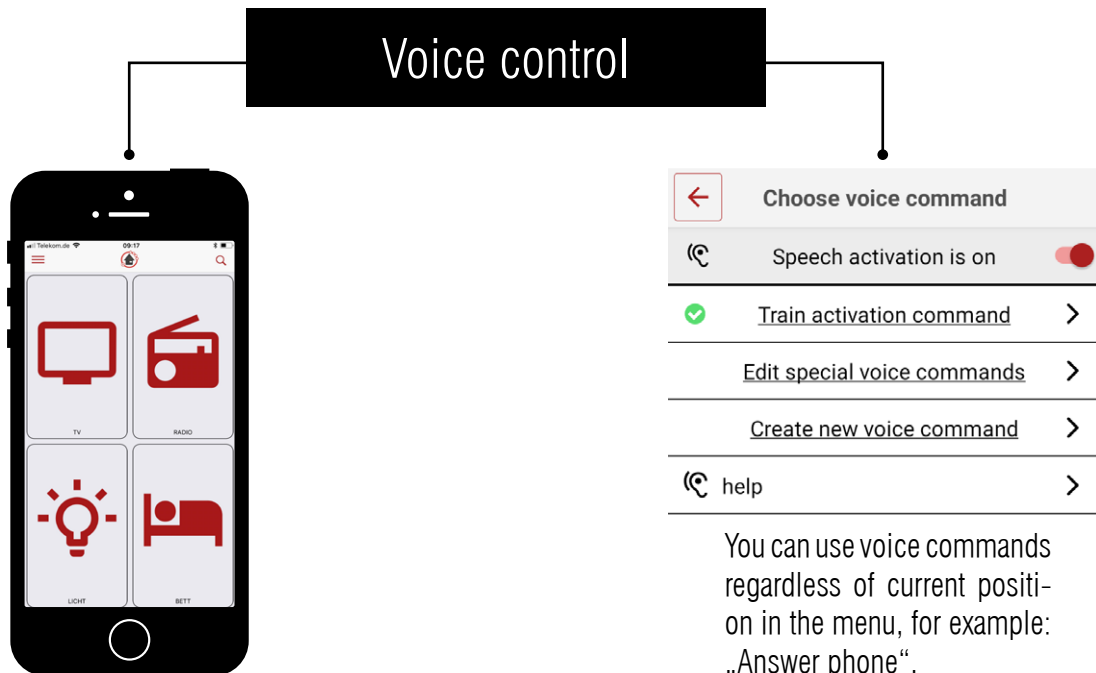 Voice control
Telekom.de 09:17
TV RADIO
LICHT BETT
Choose voice command
Speech activation is on
Train activation command
Edit special voice commands
Create new voice command
help
You can use voice commands
regardless of current positi-
on in the menu, for example:
„Answer phone“.